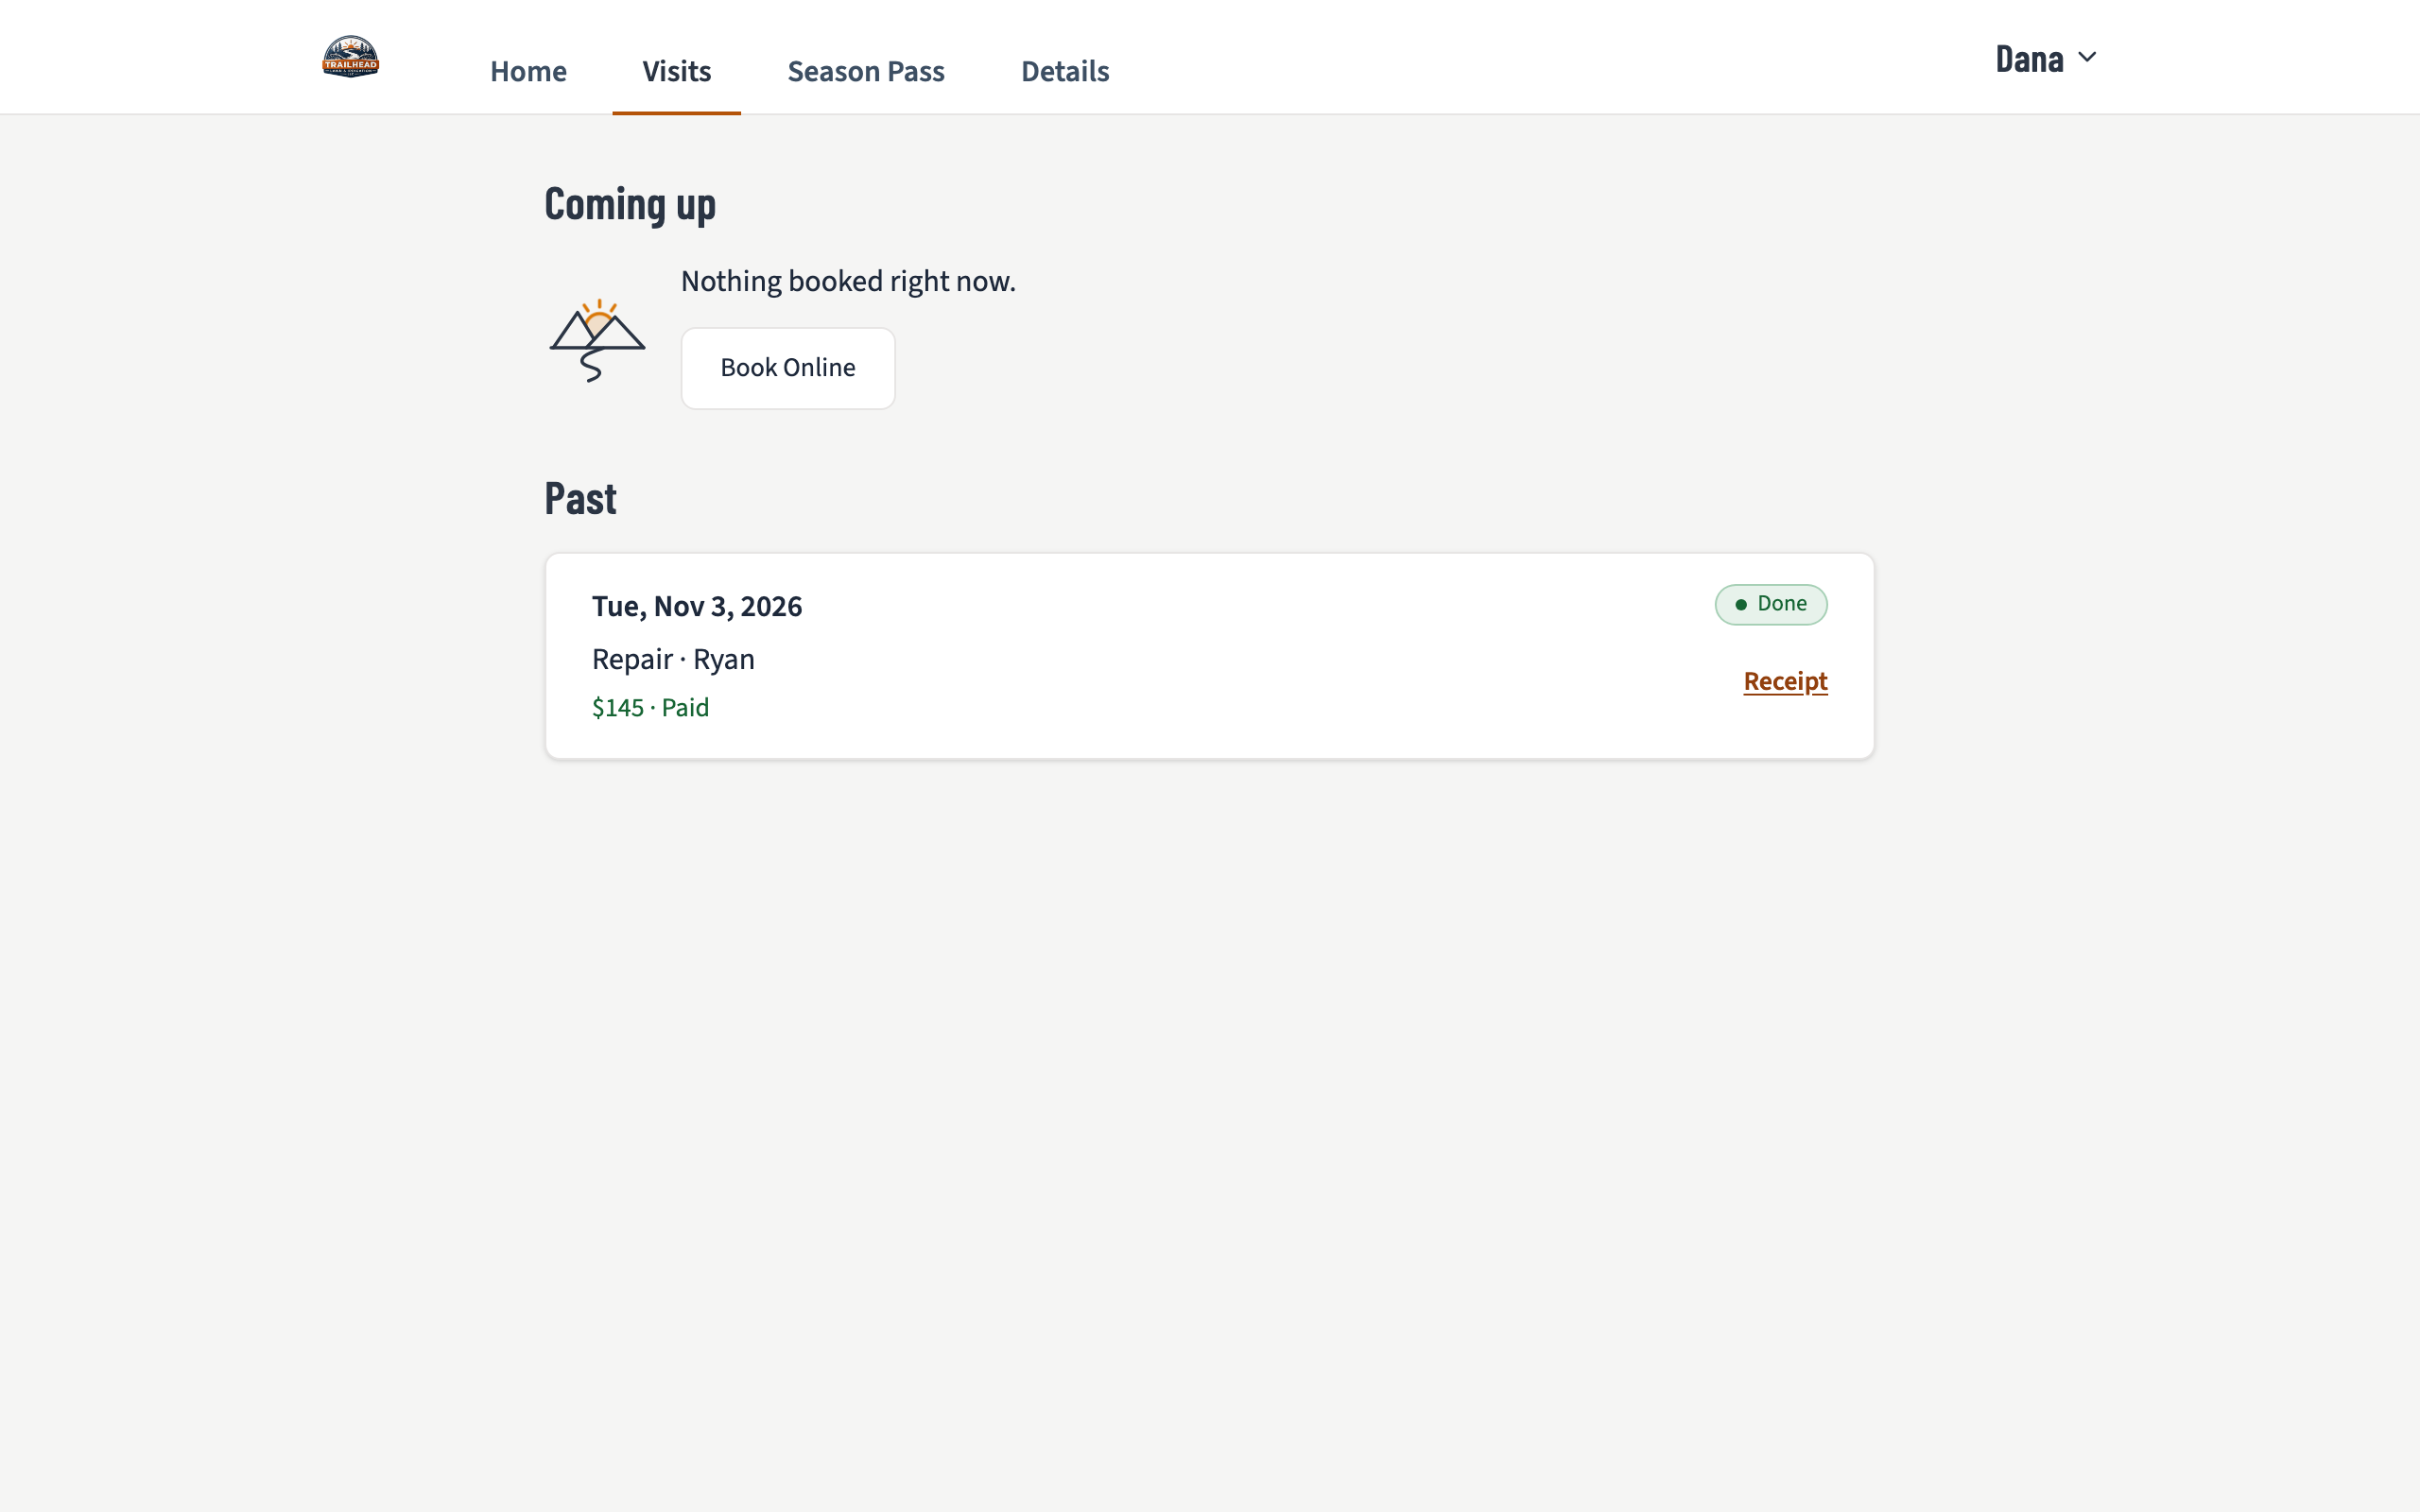 TRAILHEAD
Home
Visits
Season Pass
Details
Dana
Coming up
Nothing booked right now.
Book Online
Past
Tue, Nov 3, 2026
Done
Repair · Ryan
Receipt
$145 · Paid